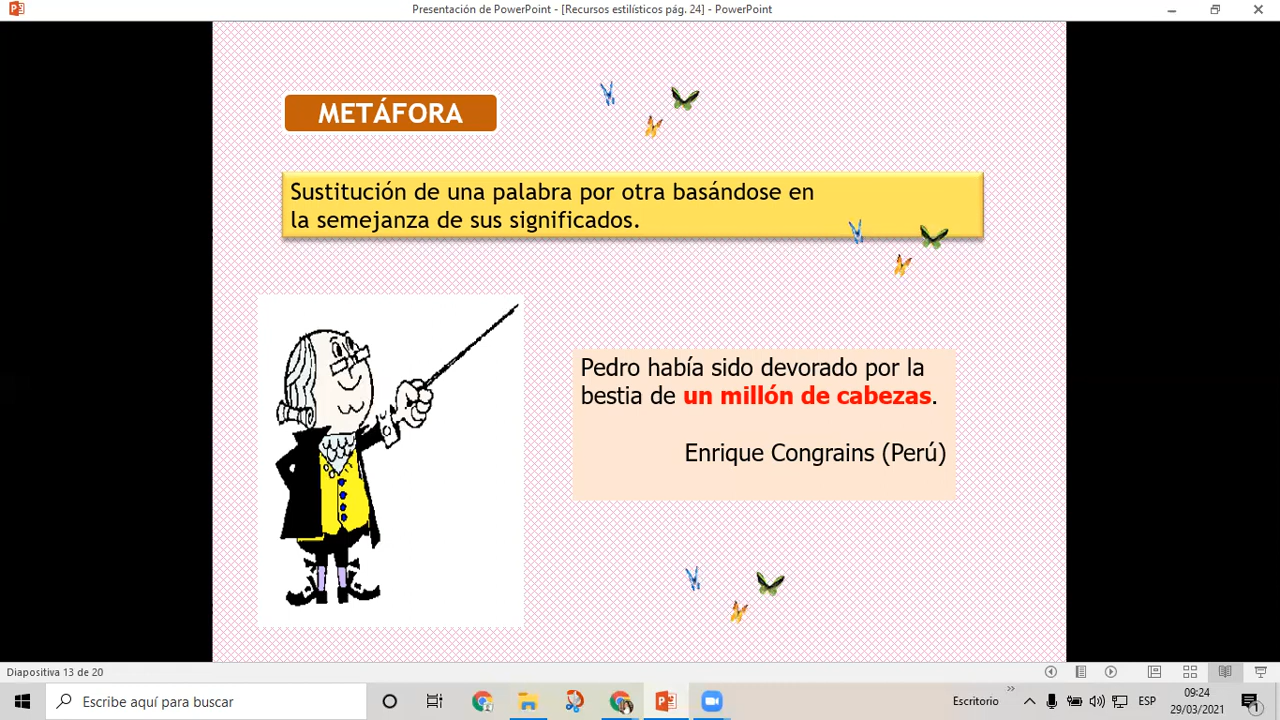 Presentación de PowerPoint - [Recursos estilísticos pág. 24] - PowerPoint
METÁFORA
Sustitución de una palabra por otra basándose en
la semejanza de sus significados.
Pedro había sido devorado por la
bestia de un millón de cabezas.
Enrique Congrains (Perú)
Diapositiva 13 de 20
Escribe aquí para buscar
Escritorio
ESP
09:24
29/03/2021